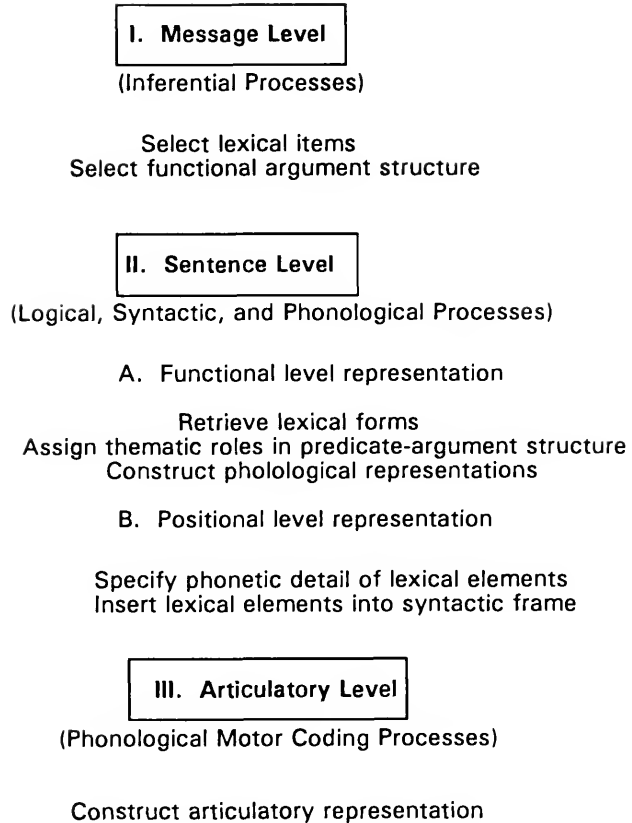 I. Message Level
(Inferential Processes)
Select lexical items
Select functional argument structure
II. Sentence Level
(Logical, Syntactic, and Phonological Processes)
A. Functional level representation
Retrieve lexical forms
Assign thematic roles in predicate-argument structure
Construct pholological representations
B. Positional level representation
Specify phonetic detail of lexical elements
Insert lexical elements into syntactic frame
III. Articulatory Level
(Phonological Motor Coding Processes)
Construct articulatory representation